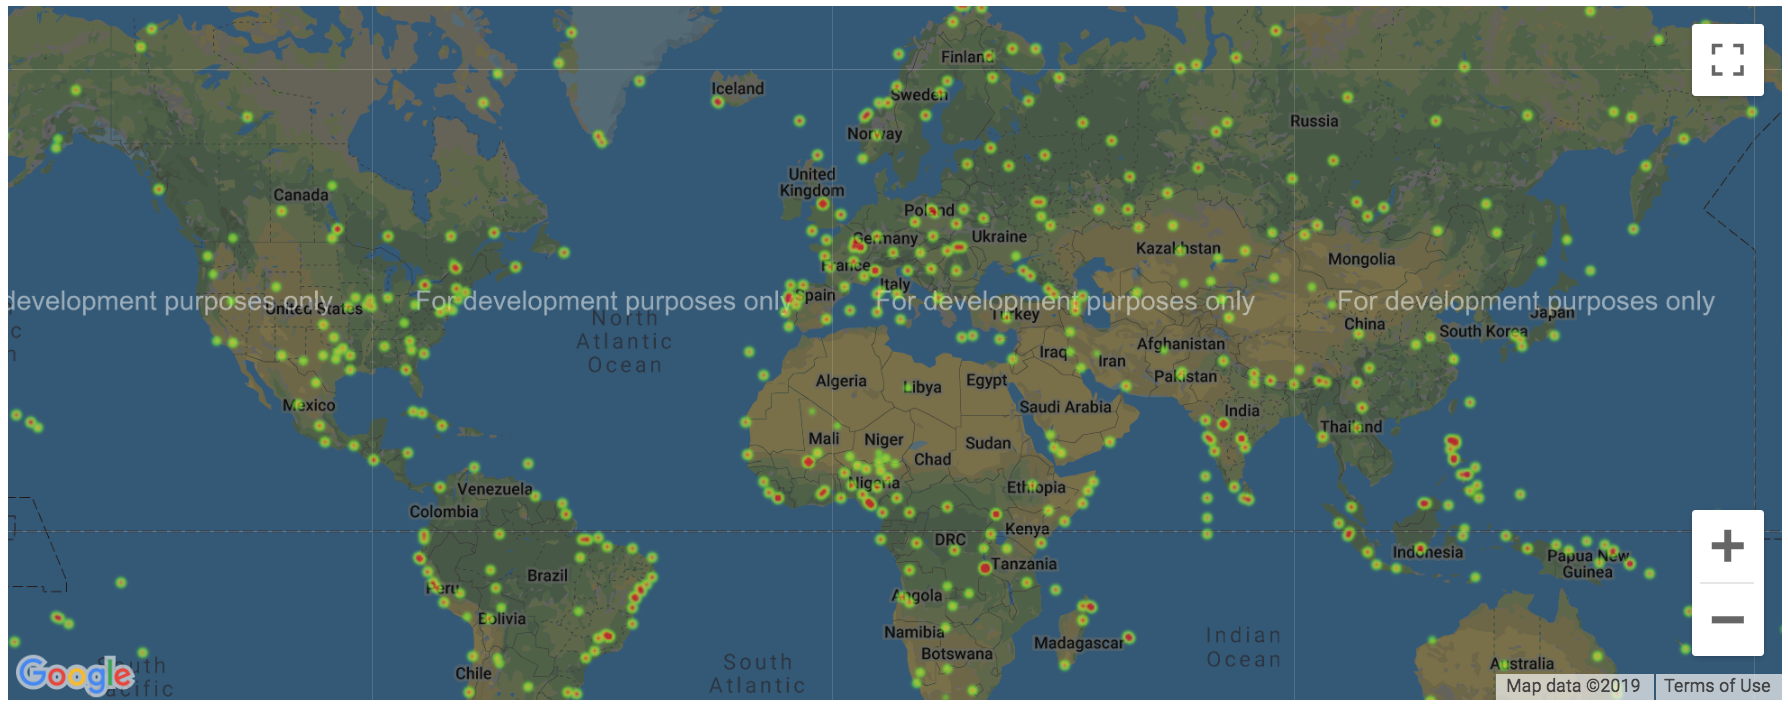 Iceland
Finland
Sweden
Norway
Russia
United
Kingdom
Canada
Poland
Germany
Ukraine
Kazakhstan
Mongolia
France
Italy
Spain
development purposes only
For development purposes only
For development purposes only
For development purposes only
United States
North
Atlantic
Ocean
Turkey
China
Japan
South Korea
Iraq
Iran
Afghanistan
Pakistan
Algeria
Libya
Egypt
Saudi Arabia
Mexico
India
Thailand
Mali
Niger
Chad
Sudan
Nigeria
Ethiopia
Venezuela
Colombia
DRC
Kenya
Tanzania
Indonesia
Papua New
Guinea
Peru
Brazil
Angola
Bolivia
Namibia
Botswana
Madagascar
Indian
Ocean
Chile
South
Atlantic
Australia
Google
Map data ©2019
Terms of Use